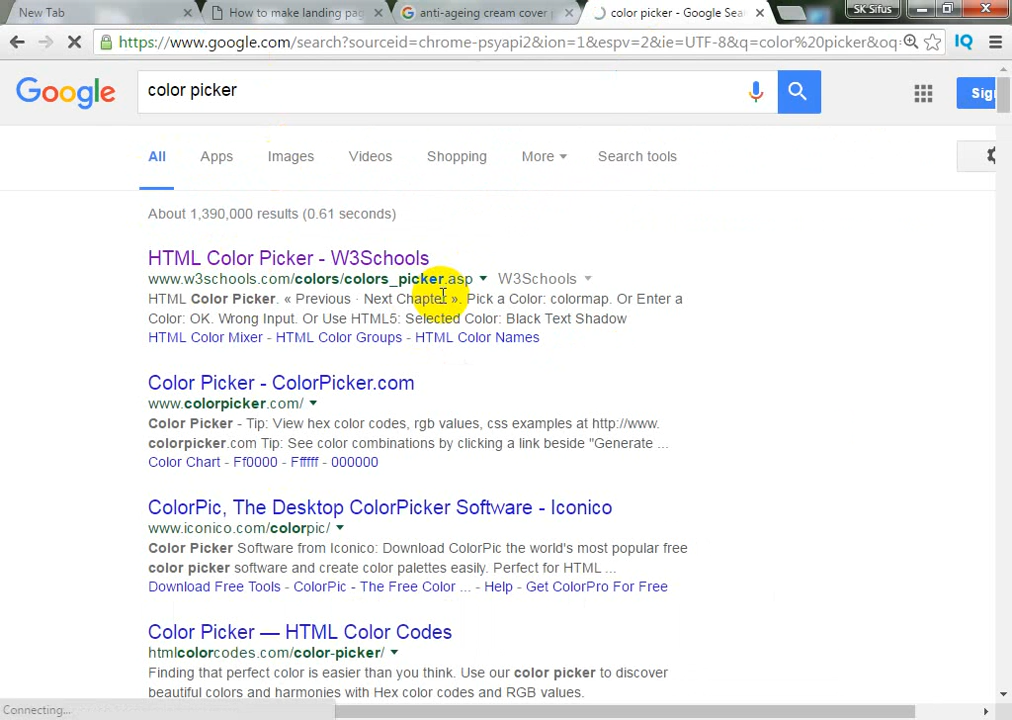 New Tab
How to make landing pag
anti-ageing cream cover
color picker - Google Sea
SK Sifus
https://www.google.com/search?sourceid=chrome-psyapi2&ion=1&espv=2&ie=UTF-8&q=color%20picker&oq=
Google
color picker
Sign
All
Apps
Images
Videos
Shopping
More
Search tools
About 1,390,000 results (0.61 seconds)
HTML Color Picker - W3Schools
www.w3schools.com/colors/colors_picker.asp W3Schools
HTML Color Picker. « Previous · Next Chapter ». Pick a Color: colormap. Or Enter a
Color: OK. Wrong Input. Or Use HTML5: Selected Color: Black Text Shadow
HTML Color Mixer - HTML Color Groups - HTML Color Names
Color Picker - ColorPicker.com
www.colorpicker.com/
Color Picker - Tip: View hex color codes, rgb values, css examples at http://www.
colorpicker.com Tip: See color combinations by clicking a link beside "Generate ...
Color Chart - Ff0000 - Ffffff - 000000
ColorPic, The Desktop ColorPicker Software - Iconico
www.iconico.com/colorpic/
Color Picker Software from Iconico: Download ColorPic the world's most popular free
color picker software and create color palettes easily. Perfect for HTML ...
Download Free Tools - ColorPic - The Free Color ... - Help - Get ColorPro For Free
Color Picker — HTML Color Codes
htmlcolorcodes.com/color-picker/
Finding that perfect color is easier than you think. Use our color picker to discover
beautiful colors and harmonies with Hex color codes and RGB values.
Connecting...